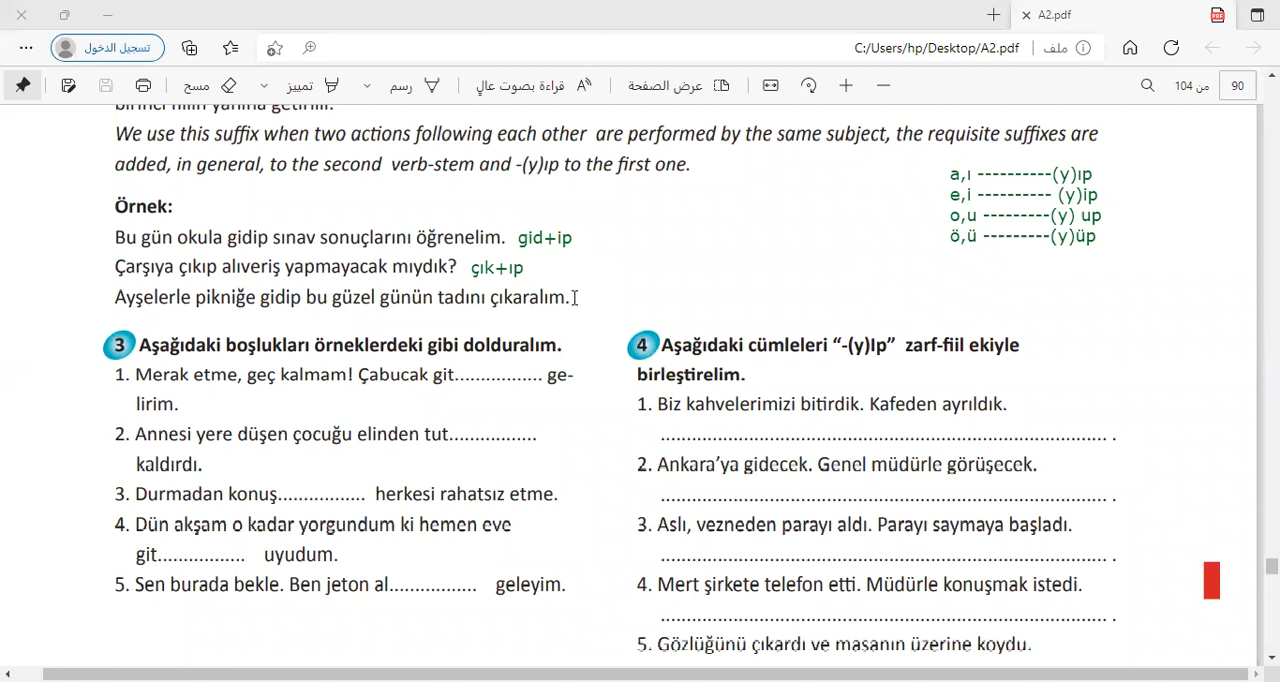 A2.pdf
تسجيل الدخول
C:/Users/hp/Desktop/A2.pdf
ملف
مسح
تمييز
رسم
قراءة بصوت عالٍ
عرض الصفحة
من 104
90
birinci fiilin yanına getirilir.
We use this suffix when two actions following each other are performed by the same subject, the requisite suffixes are
added, in general, to the second verb-stem and -(y)ıp to the first one.
a,ı ----------(y)ıp
e,i ---------- (y)ip
o,u ---------(y) up
ö,ü ---------(y)üp
Örnek:
Bu gün okula gidip sınav sonuçlarını öğrenelim. gid+ip
Çarşıya çıkıp alıveriş yapmayacak mıydık? çık+ıp
Ayşelerle pikniğe gidip bu güzel günün tadını çıkaralım.
3 Aşağıdaki boşlukları örneklerdeki gibi dolduralım.
1. Merak etme, geç kalmam! Çabucak git................. ge-
lirim.
2. Annesi yere düşen çocuğu elinden tut.................
kaldırdı.
3. Durmadan konuş................. herkesi rahatsız etme.
4. Dün akşam o kadar yorgundum ki hemen eve
git................. uyudum.
5. Sen burada bekle. Ben jeton al................. geleyim.
4 Aşağıdaki cümleleri “-(y)Ip” zarf-fiil ekiyle
birleştirelim.
1. Biz kahvelerimizi bitirdik. Kafeden ayrıldık.
................................................................................ .
2. Ankara’ya gidecek. Genel müdürle görüşecek.
................................................................................ .
3. Aslı, vezneden parayı aldı. Parayı saymaya başladı.
................................................................................ .
4. Mert şirkete telefon etti. Müdürle konuşmak istedi.
................................................................................ .
5. Gözlüğünü çıkardı ve masanın üzerine koydu.